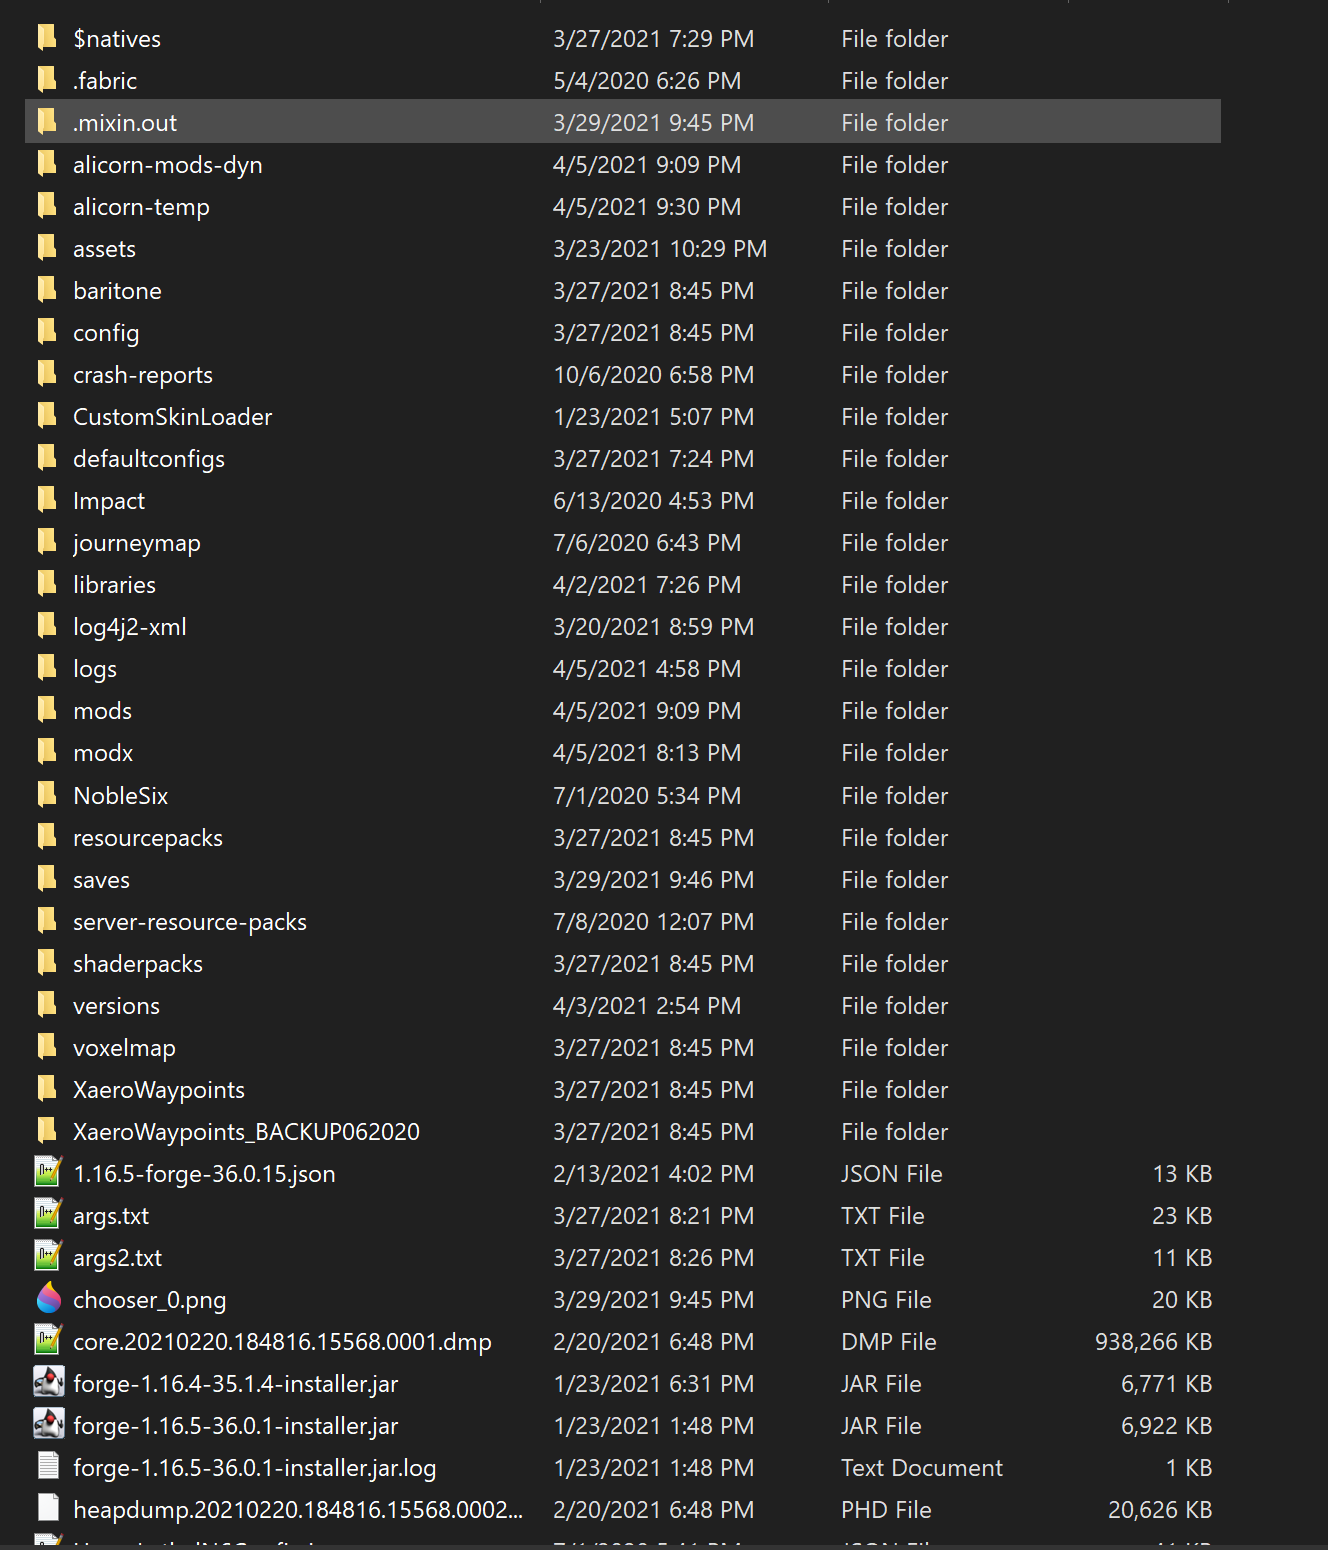 $natives 3/27/2021 7:29 PM File folder
.fabric 5/4/2020 6:26 PM File folder
.mixin.out 3/29/2021 9:45 PM File folder
alicorn-mods-dyn 4/5/2021 9:09 PM File folder
alicorn-temp 4/5/2021 9:30 PM File folder
assets 3/23/2021 10:29 PM File folder
baritone 3/27/2021 8:45 PM File folder
config 3/27/2021 8:45 PM File folder
crash-reports 10/6/2020 6:58 PM File folder
CustomSkinLoader 1/23/2021 5:07 PM File folder
defaultconfigs 3/27/2021 7:24 PM File folder
Impact 6/13/2020 4:53 PM File folder
journeymap 7/6/2020 6:43 PM File folder
libraries 4/2/2021 7:26 PM File folder
log4j2-xml 3/20/2021 8:59 PM File folder
logs 4/5/2021 4:58 PM File folder
mods 4/5/2021 9:09 PM File folder
modx 4/5/2021 8:13 PM File folder
NobleSix 7/1/2020 5:34 PM File folder
resourcepacks 3/27/2021 8:45 PM File folder
saves 3/29/2021 9:46 PM File folder
server-resource-packs 7/8/2020 12:07 PM File folder
shaderpacks 3/27/2021 8:45 PM File folder
versions 4/3/2021 2:54 PM File folder
voxelmap 3/27/2021 8:45 PM File folder
XaeroWaypoints 3/27/2021 8:45 PM File folder
XaeroWaypoints_BACKUP062020 3/27/2021 8:45 PM File folder
1.16.5-forge-36.0.15.json 2/13/2021 4:02 PM JSON File 13 KB
args.txt 3/27/2021 8:21 PM TXT File 23 KB
args2.txt 3/27/2021 8:26 PM TXT File 11 KB
chooser_0.png 3/29/2021 9:45 PM PNG File 20 KB
core.20210220.184816.15568.0001.dmp 2/20/2021 6:48 PM DMP File 938,266 KB
forge-1.16.4-35.1.4-installer.jar 1/23/2021 6:31 PM JAR File 6,771 KB
forge-1.16.5-36.0.1-installer.jar 1/23/2021 1:48 PM JAR File 6,922 KB
forge-1.16.5-36.0.1-installer.jar.log 1/23/2021 1:48 PM Text Document 1 KB
heapdump.20210220.184816.15568.0002... 2/20/2021 6:48 PM PHD File 20,626 KB